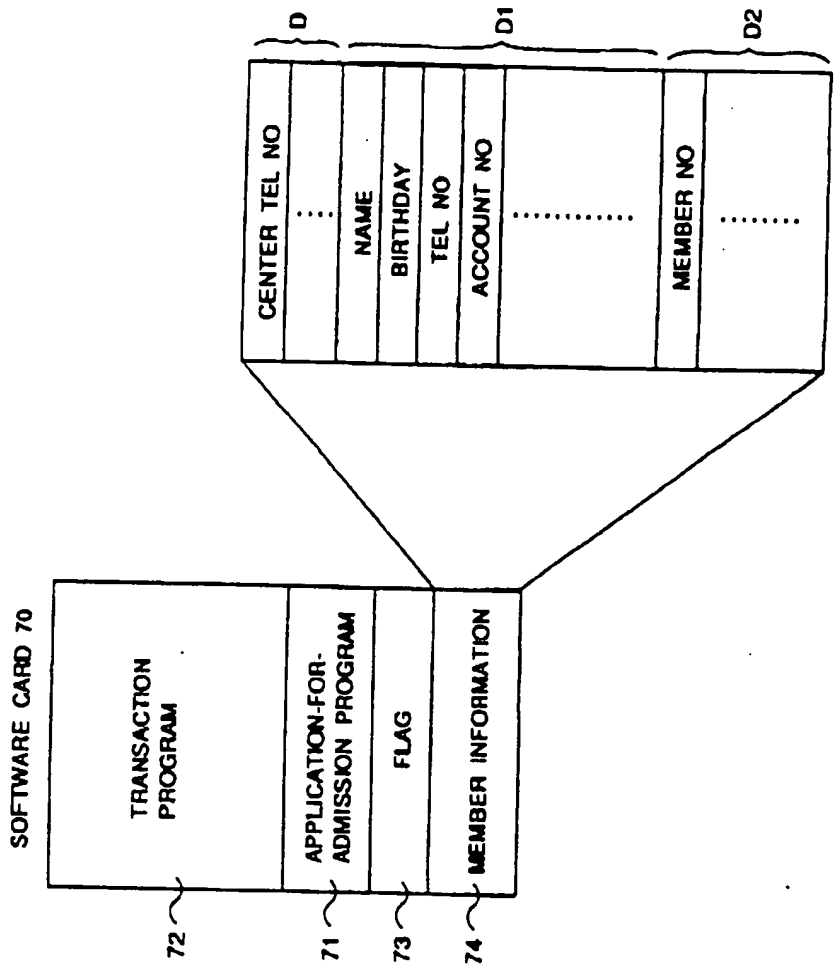 SOFTWARE CARD 70
TRANSACTION
PROGRAM
72
APPLICATION-FOR-
ADMISSION PROGRAM
71
FLAG
73
MEMBER INFORMATION
74
CENTER TEL NO
.....
D
NAME
BIRTHDAY
TEL NO
ACCOUNT NO
.............
D1
MEMBER NO
.........
D2